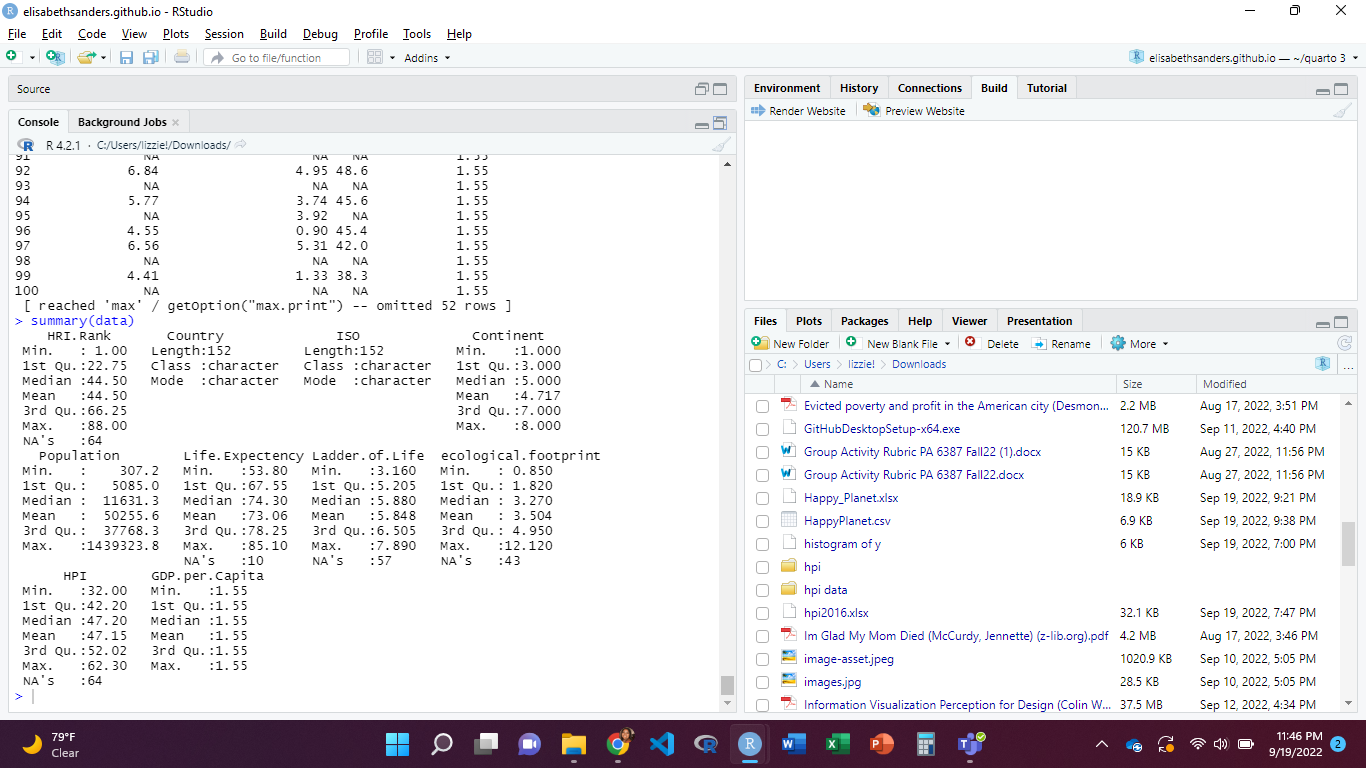 elisabethsanders.github.io - RStudio
File Edit Code View Plots Session Build Debug Profile Tools Help
Go to file/function Addins elisabethsanders.github.io — ~/quarto 3
Source
Console Background Jobs
R 4.2.1 · C:/Users/lizzie!/Downloads/
91 NA NA NA 1.55
92 6.84 4.95 48.6 1.55
93 NA NA NA 1.55
94 5.77 3.74 45.6 1.55
95 NA 3.92 NA 1.55
96 4.55 0.90 45.4 1.55
97 6.56 5.31 42.0 1.55
98 NA NA NA 1.55
99 4.41 1.33 38.3 1.55
100 NA NA NA 1.55
[ reached 'max' / getOption("max.print") -- omitted 52 rows ]
> summary(data)
HRI.Rank Country ISO Continent
Min. : 1.00 Length:152 Length:152 Min. :1.000
1st Qu.:22.75 Class :character Class :character 1st Qu.:3.000
Median :44.50 Mode :character Mode :character Median :5.000
Mean :44.50 Mean :4.717
3rd Qu.:66.25 3rd Qu.:7.000
Max. :88.00 Max. :8.000
NA's :64
Population Life.Expectency Ladder.of.Life ecological.footprint
Min. : 307.2 Min. :53.80 Min. :3.160 Min. : 0.850
1st Qu.: 5085.0 1st Qu.:67.55 1st Qu.:5.205 1st Qu.: 1.820
Median : 11631.3 Median :74.30 Median :5.880 Median : 3.270
Mean : 50255.6 Mean :73.06 Mean :5.848 Mean : 3.504
3rd Qu.: 37768.3 3rd Qu.:78.25 3rd Qu.:6.505 3rd Qu.: 4.950
Max. :1439323.8 Max. :85.10 Max. :7.890 Max. :12.120
NA's :10 NA's :57 NA's :43
HPI GDP.per.Capita
Min. :32.00 Min. :1.55
1st Qu.:42.20 1st Qu.:1.55
Median :47.20 Median :1.55
Mean :47.15 Mean :1.55
3rd Qu.:52.02 3rd Qu.:1.55
Max. :62.30 Max. :1.55
NA's :64
>
Environment History Connections Build Tutorial
Render Website Preview Website
Files Plots Packages Help Viewer Presentation
New Folder New Blank File Delete Rename More
C: Users lizzie! Downloads ...
Name Size Modified
Evicted poverty and profit in the American city (Desmon... 2.2 MB Aug 17, 2022, 3:51 PM
GitHubDesktopSetup-x64.exe 120.7 MB Sep 11, 2022, 4:40 PM
Group Activity Rubric PA 6387 Fall22 (1).docx 15 KB Aug 27, 2022, 11:56 PM
Group Activity Rubric PA 6387 Fall22.docx 15 KB Aug 27, 2022, 11:56 PM
Happy_Planet.xlsx 18.9 KB Sep 19, 2022, 9:21 PM
HappyPlanet.csv 6.9 KB Sep 19, 2022, 9:38 PM
histogram of y 6 KB Sep 19, 2022, 7:00 PM
hpi
hpi data
hpi2016.xlsx 32.1 KB Sep 19, 2022, 7:47 PM
Im Glad My Mom Died (McCurdy, Jennette) (z-lib.org).pdf 4.2 MB Aug 17, 2022, 3:46 PM
image-asset.jpeg 1020.9 KB Sep 10, 2022, 5:05 PM
images.jpg 28.5 KB Sep 10, 2022, 5:05 PM
Information Visualization Perception for Design (Colin W... 37.5 MB Sep 12, 2022, 4:34 PM
79°F
Clear
11:46 PM
9/19/2022
2